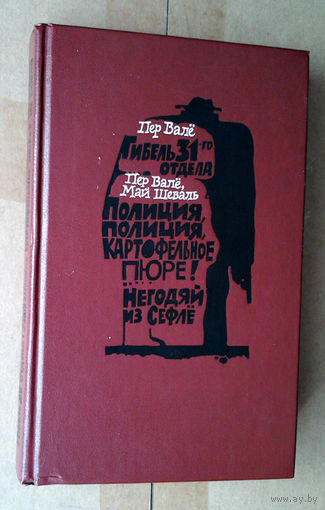 Пер Валё
Гибель 31-го
отдела
Пер Валё,
Май Шеваль
Полиция,
полиция,
картофельное
пюре!
Негодяй
из Сефлё
www.ay.by